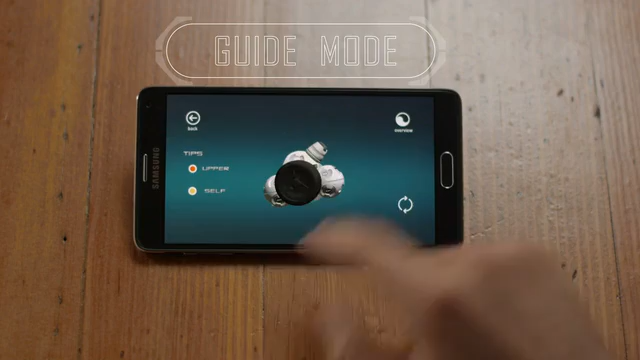 GUIDE MODE
back
overview
TIPS
UPPER
SELF
SAMSUNG